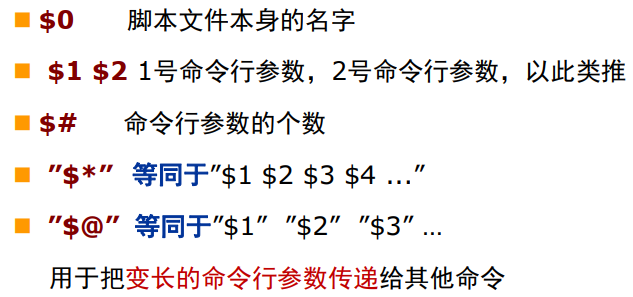 $0 脚本文件本身的名字
$1 $2 1号命令行参数，2号命令行参数，以此类推
$# 命令行参数的个数
”$*” 等同于”$1 $2 $3 $4 ...”
”$@” 等同于”$1” ”$2” ”$3” ...
用于把变长的命令行参数传递给其他命令